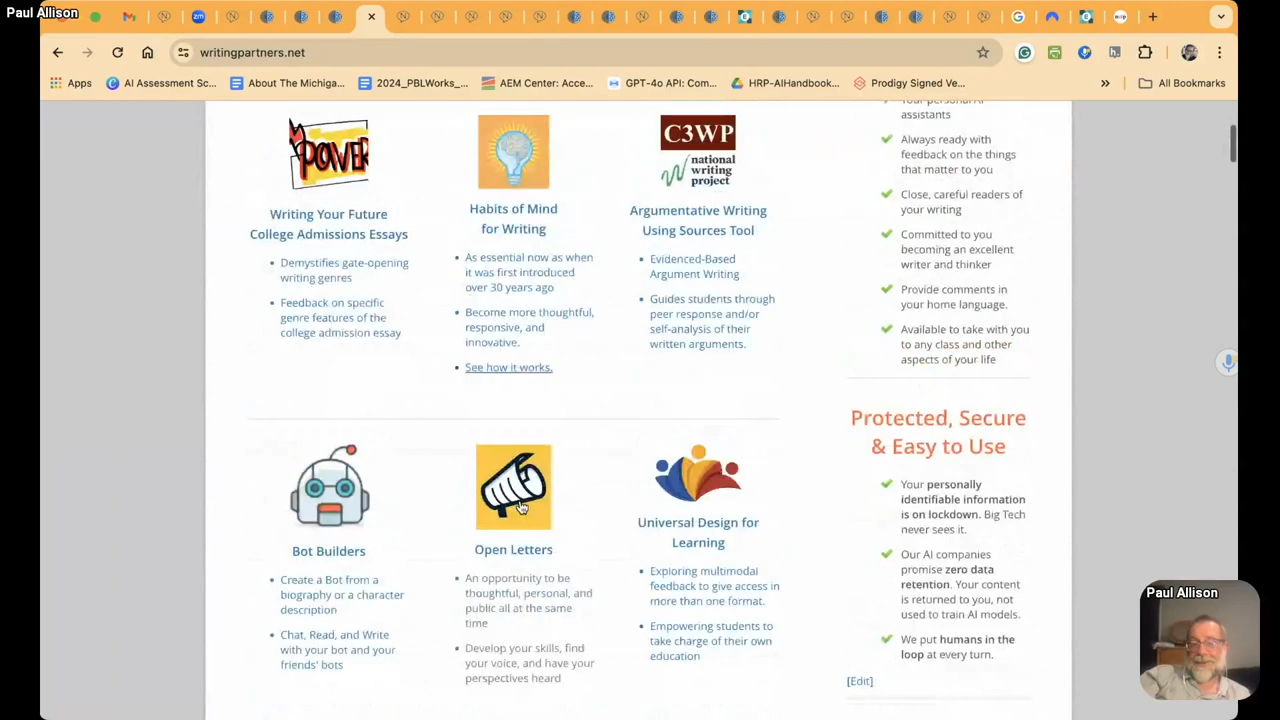 Paul Allison
writingpartners.net
Apps
AI Assessment Sc...
About The Michiga...
2024_PBLWorks_...
AEM Center: Acce...
GPT-4o API: Com...
HRP-AIHandbook...
Prodigy Signed Ve...
»
All Bookmarks
POWER
Writing Your Future
College Admissions Essays
Demystifies gate-opening
writing genres
Feedback on specific
genre features of the
college admission essay
Habits of Mind
for Writing
As essential now as when
it was first introduced
over 30 years ago
Become more thoughtful,
responsive, and
innovative.
See how it works.
C3WP
national
writing
project
Argumentative Writing
Using Sources Tool
Evidenced-Based
Argument Writing
Guides students through
peer response and/or
self-analysis of their
written arguments.
Bot Builders
Create a Bot from a
biography or a character
description
Chat, Read, and Write
with your bot and your
friends' bots
Open Letters
An opportunity to be
thoughtful, personal, and
public all at the same
time
Develop your skills, find
your voice, and have your
perspectives heard
Universal Design for
Learning
Exploring multimodal
feedback to give access in
more than one format.
Empowering students to
take charge of their own
education
Your personal AI
assistants
Always ready with
feedback on the things
that matter to you
Close, careful readers of
your writing
Committed to you
becoming an excellent
writer and thinker
Provide comments in
your home language.
Available to take with you
to any class and other
aspects of your life
Protected, Secure
& Easy to Use
Your personally
identifiable information
is on lockdown. Big Tech
never sees it.
Our AI companies
promise zero data
retention. Your content
is returned to you, not
used to train AI models.
We put humans in the
loop at every turn.
[Edit]
Paul Allison